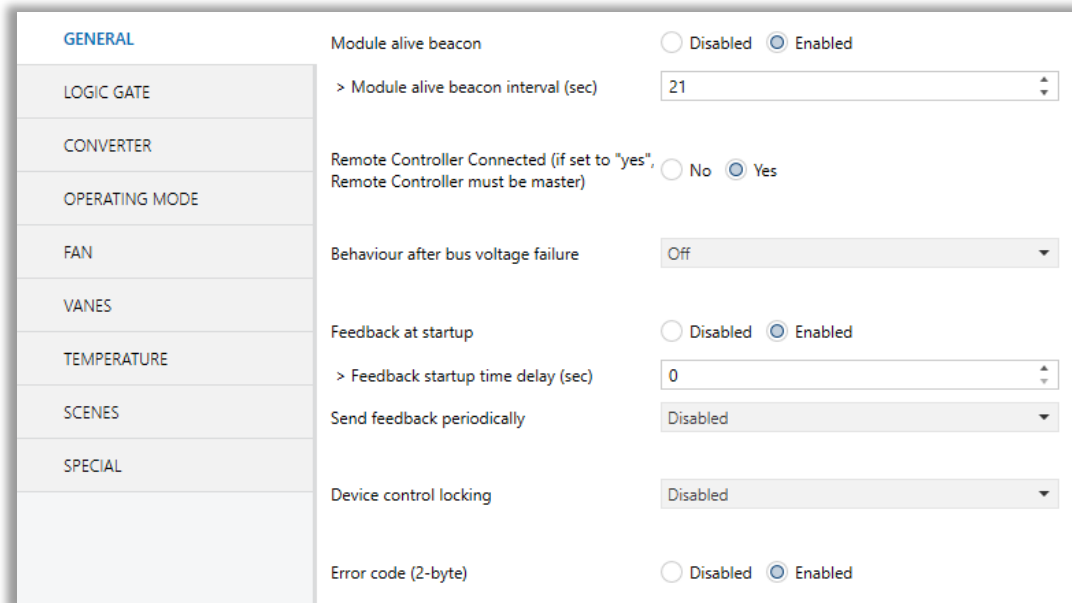 GENERAL
LOGIC GATE
CONVERTER
OPERATING MODE
FAN
VANES
TEMPERATURE
SCENES
SPECIAL
Module alive beacon Disabled Enabled
> Module alive beacon interval (sec) 21
Remote Controller Connected (if set to "yes",
Remote Controller must be master) No Yes
Behaviour after bus voltage failure Off
Feedback at startup Disabled Enabled
> Feedback startup time delay (sec) 0
Send feedback periodically Disabled
Device control locking Disabled
Error code (2-byte) Disabled Enabled